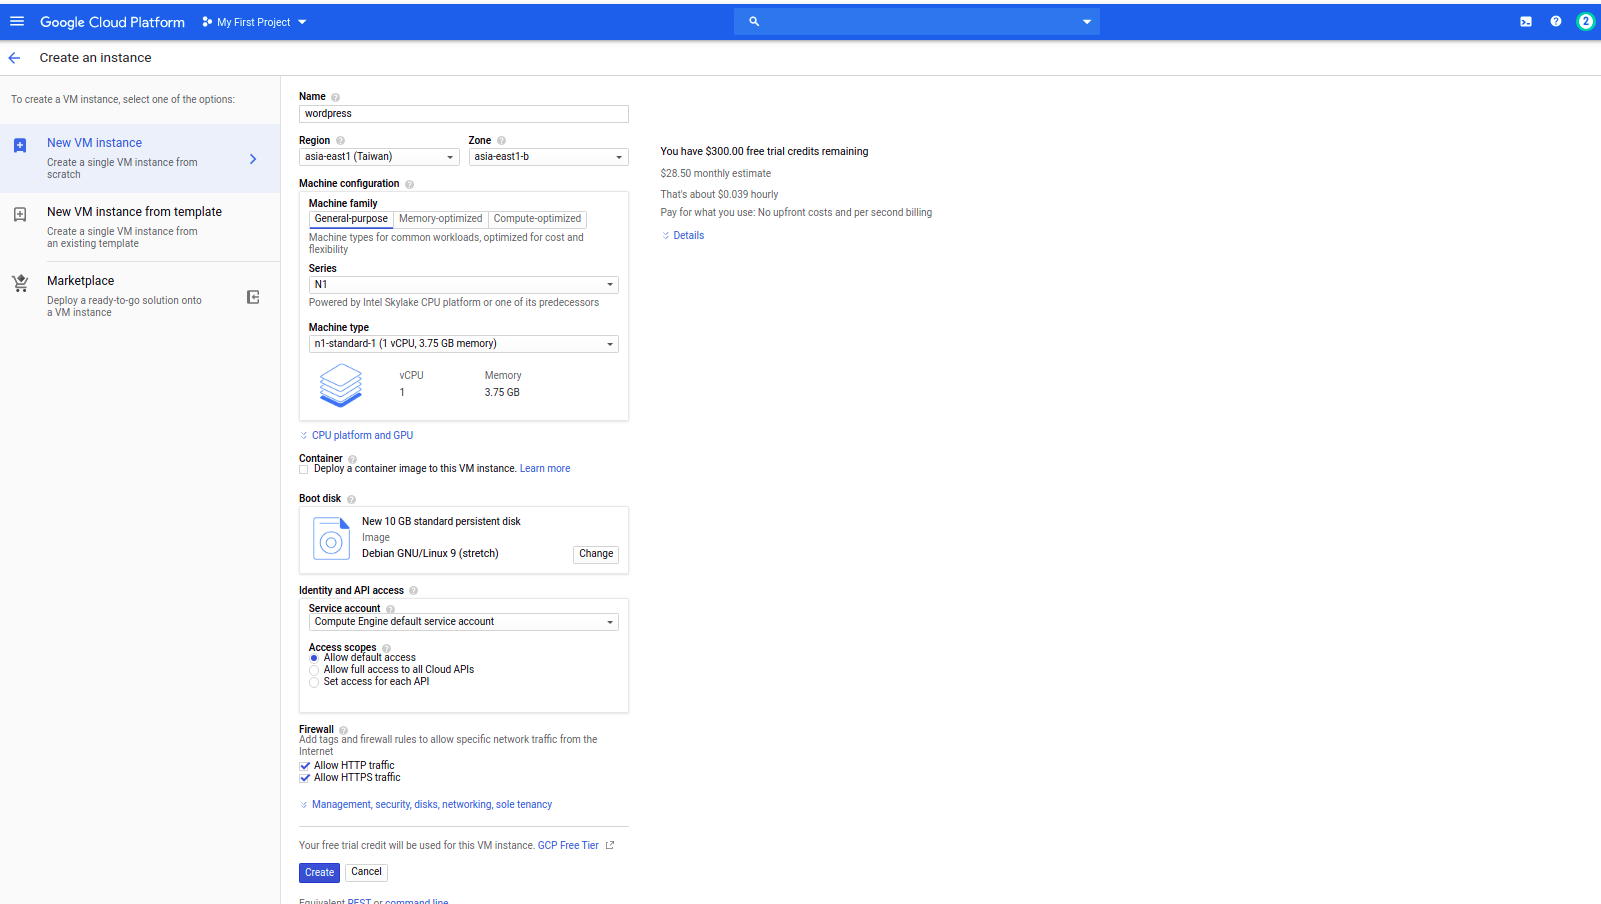 Google Cloud Platform My First Project
2
Create an instance
To create a VM instance, select one of the options:
New VM instance
Create a single VM instance from
scratch
New VM instance from template
Create a single VM instance from
an existing template
Marketplace
Deploy a ready-to-go solution onto
a VM instance
Name
wordpress
Region Zone
asia-east1 (Taiwan) asia-east1-b
Machine configuration
Machine family
General-purpose Memory-optimized Compute-optimized
Machine types for common workloads, optimized for cost and
flexibility
Series
N1
Powered by Intel Skylake CPU platform or one of its predecessors
Machine type
n1-standard-1 (1 vCPU, 3.75 GB memory)
vCPU Memory
1 3.75 GB
CPU platform and GPU
Container
Deploy a container image to this VM instance. Learn more
Boot disk
New 10 GB standard persistent disk
Image
Debian GNU/Linux 9 (stretch)
Change
Identity and API access
Service account
Compute Engine default service account
Access scopes
Allow default access
Allow full access to all Cloud APIs
Set access for each API
Firewall
Add tags and firewall rules to allow specific network traffic from the
Internet
Allow HTTP traffic
Allow HTTPS traffic
Management, security, disks, networking, sole tenancy
Your free trial credit will be used for this VM instance. GCP Free Tier
Create Cancel
Equivalent REST or command line
You have $300.00 free trial credits remaining
$28.50 monthly estimate
That's about $0.039 hourly
Pay for what you use: No upfront costs and per second billing
Details